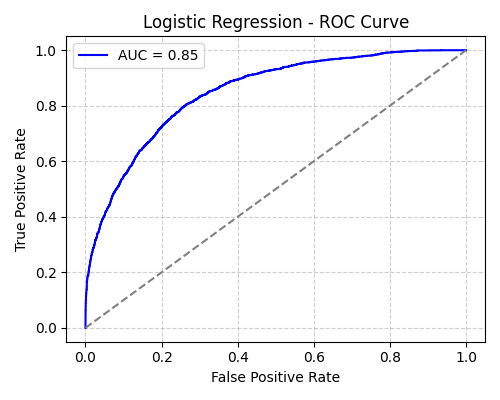 Logistic Regression - ROC Curve
AUC = 0.85
True Positive Rate
1.0
0.8
0.6
0.4
0.2
0.0
0.0 0.2 0.4 0.6 0.8 1.0
False Positive Rate